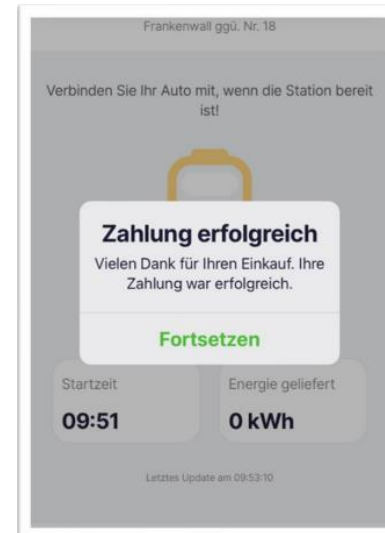 Frankenwall ggü. Nr. 18
Verbinden Sie Ihr Auto mit, wenn die Station bereit
ist!
Zahlung erfolgreich
Vielen Dank für Ihren Einkauf. Ihre
Zahlung war erfolgreich.
Fortsetzen
Startzeit
Energie geliefert
09:51
0 kWh
Letztes Update am 09:53:10